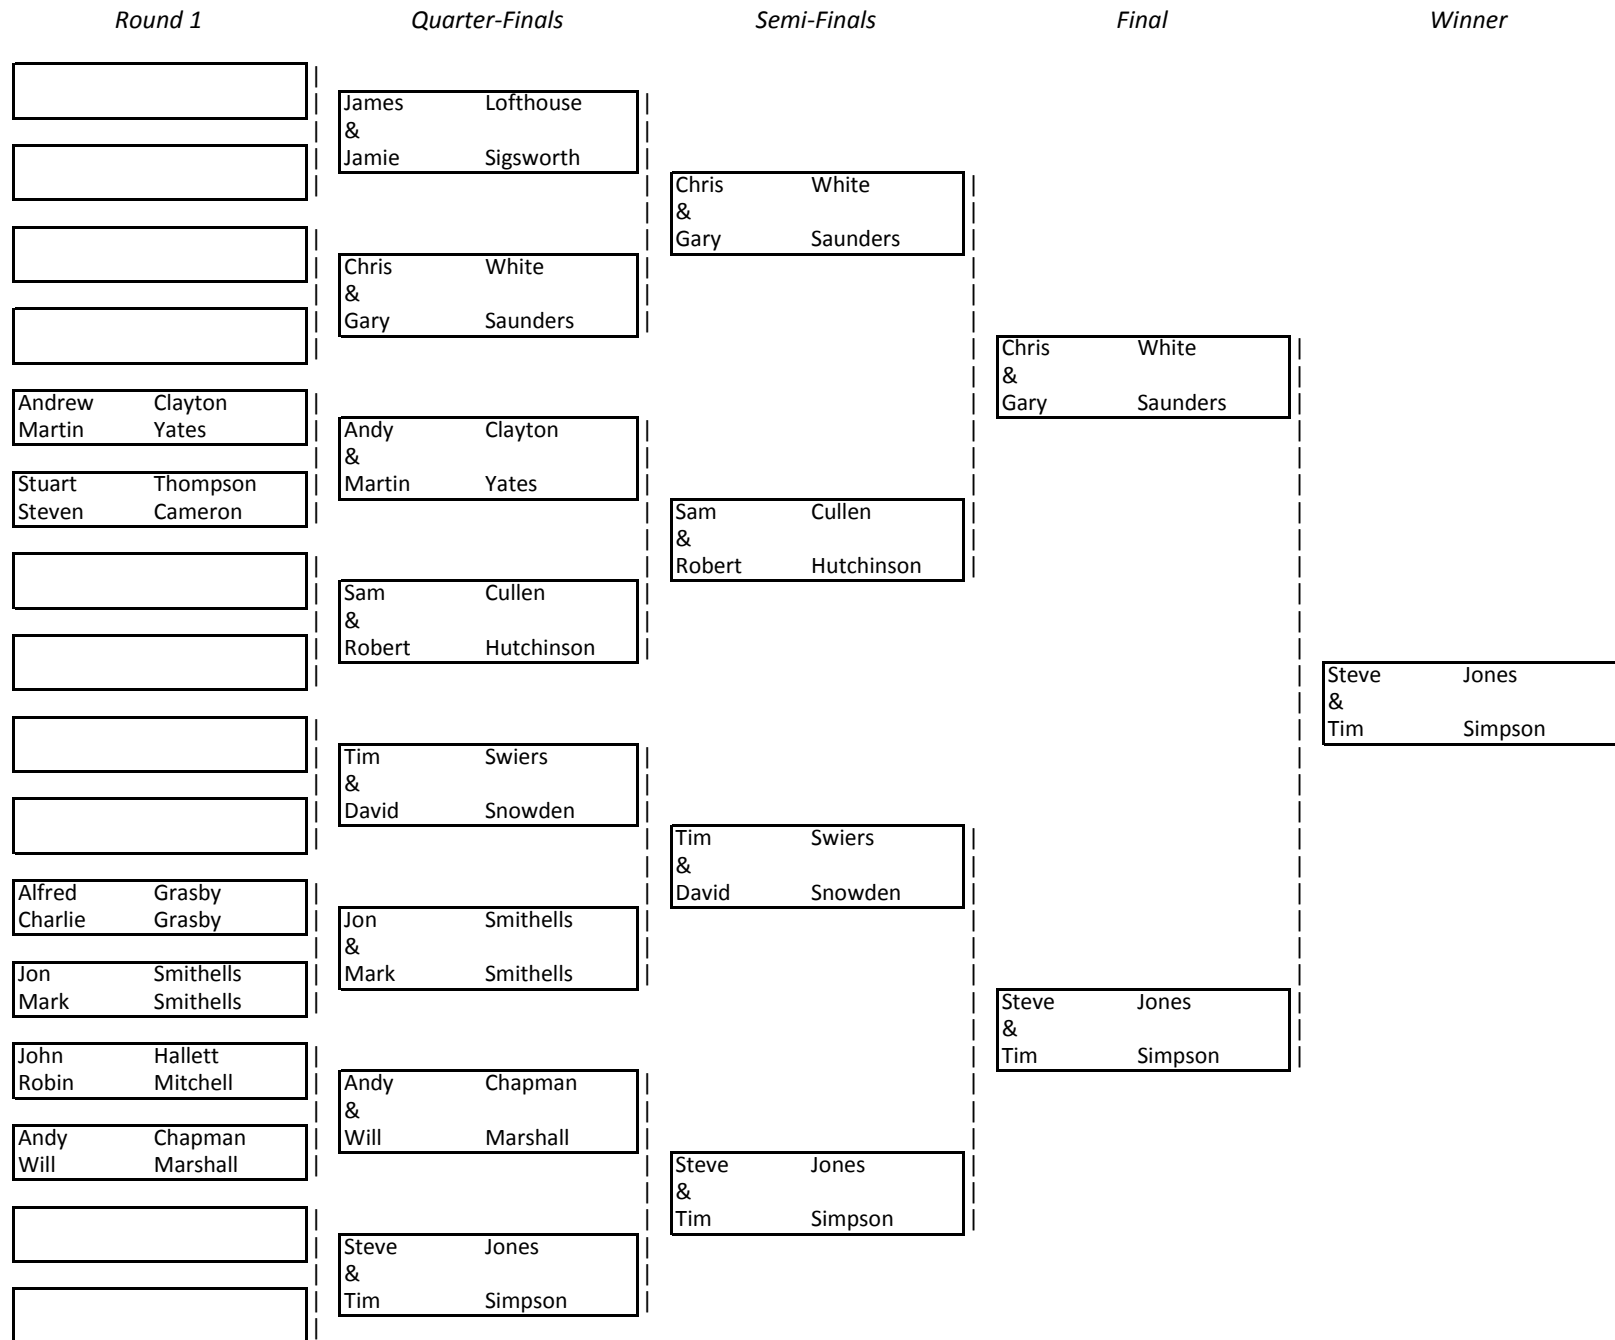 Round 1 Quarter-Finals Semi-Finals Final Winner
James Lofthouse
&
Jamie Sigsworth
Chris White
&
Gary Saunders
Chris White
&
Gary Saunders
Chris White
&
Gary Saunders
Andrew Clayton
Martin Yates
Andy Clayton
&
Martin Yates
Stuart Thompson
Steven Cameron
Sam Cullen
&
Robert Hutchinson
Sam Cullen
&
Robert Hutchinson
Steve Jones
&
Tim Simpson
Tim Swiers
&
David Snowden
Tim Swiers
&
David Snowden
Alfred Grasby
Charlie Grasby
Jon Smithells
&
Mark Smithells
Jon Smithells
Mark Smithells
Steve Jones
&
Tim Simpson
John Hallett
Robin Mitchell
Andy Chapman
&
Will Marshall
Andy Chapman
Will Marshall
Steve Jones
&
Tim Simpson
Steve Jones
&
Tim Simpson